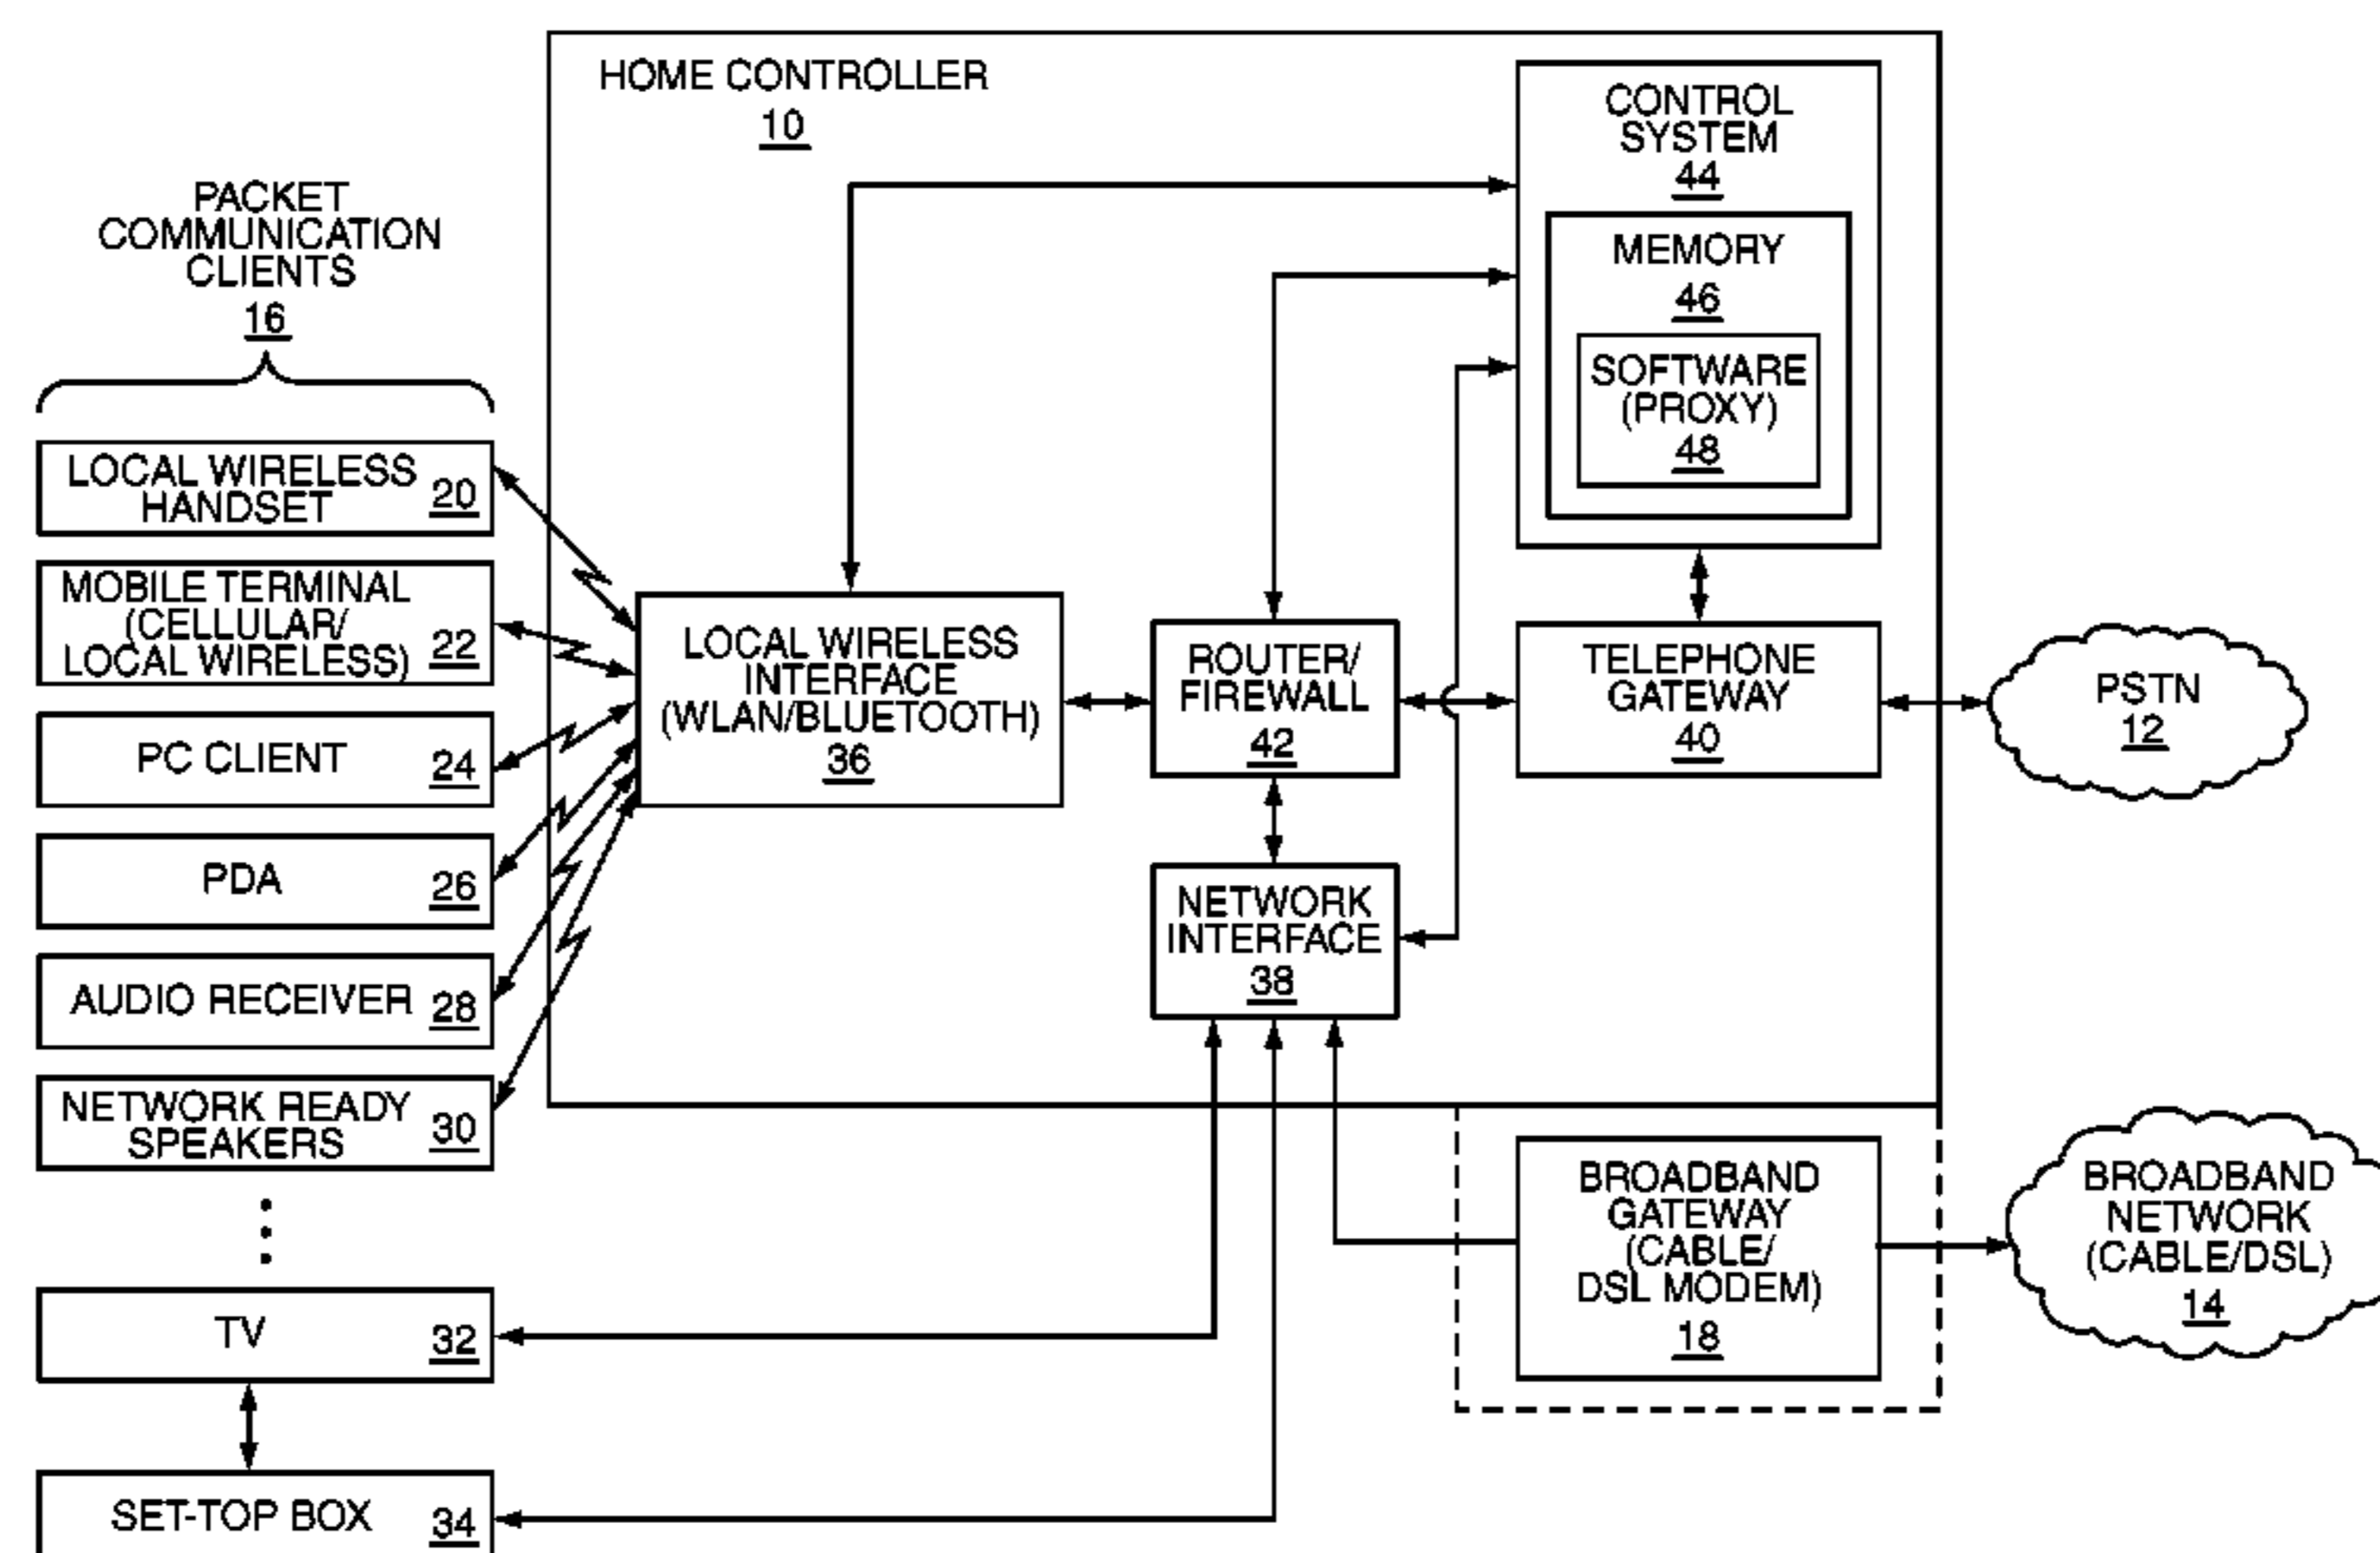 HOME CONTROLLER
10
CONTROL
SYSTEM
44
MEMORY
46
SOFTWARE
(PROXY)
48
PACKET
COMMUNICATION
CLIENTS
16
LOCAL WIRELESS
HANDSET
20
MOBILE TERMINAL
(CELLULAR/
LOCAL WIRELESS)
22
PC CLIENT
24
PDA
26
AUDIO RECEIVER
28
NETWORK READY
SPEAKERS
30
TV
32
SET-TOP BOX
34
LOCAL WIRELESS
INTERFACE
(WLAN/BLUETOOTH)
36
ROUTER/
FIREWALL
42
TELEPHONE
GATEWAY
40
PSTN
12
NETWORK
INTERFACE
38
BROADBAND
GATEWAY
(CABLE/
DSL MODEM)
18
BROADBAND
NETWORK
(CABLE/DSL)
14